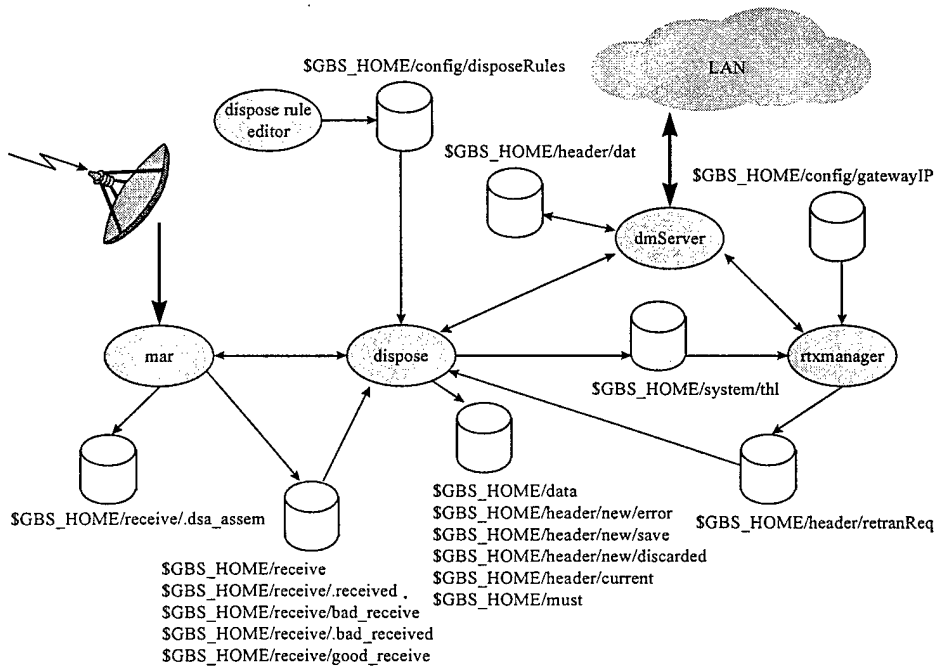 LAN
$GBS_HOME/config/disposeRules
dispose rule
editor
$GBS_HOME/header/dat
$GBS_HOME/config/gatewayIP
dmServer
mar
dispose
rtxmanager
$GBS_HOME/system/thl
$GBS_HOME/receive/.dsa_assem
$GBS_HOME/data
$GBS_HOME/header/new/error
$GBS_HOME/header/new/save
$GBS_HOME/header/new/discarded
$GBS_HOME/header/current
$GBS_HOME/must
$GBS_HOME/header/retranReq
$GBS_HOME/receive
$GBS_HOME/receive/.received
$GBS_HOME/receive/bad_receive
$GBS_HOME/receive/.bad_received
$GBS_HOME/receive/good_receive